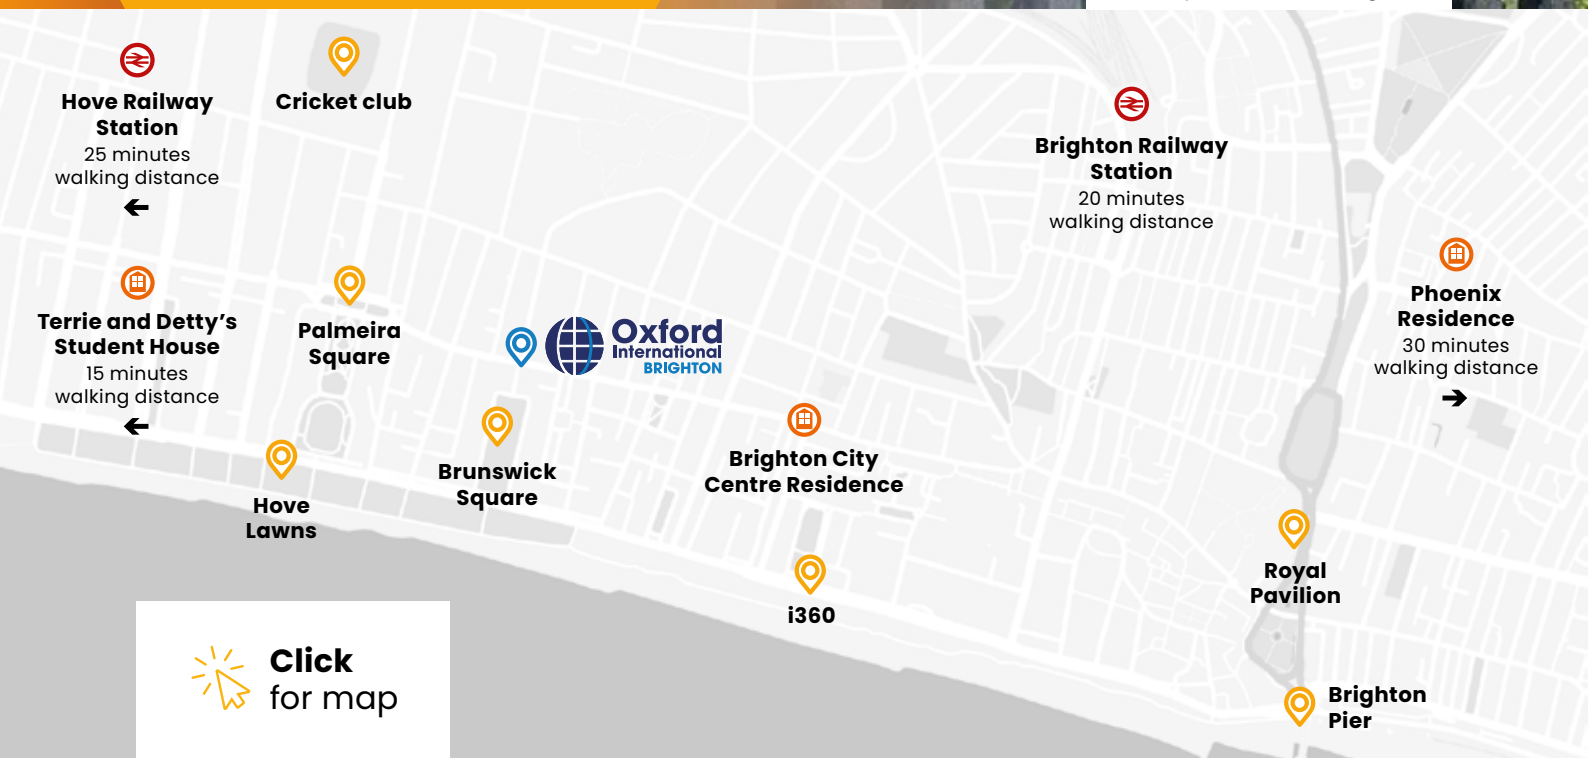 Hove Railway
Station
25 minutes
walking distance
Cricket club
Brighton Railway
Station
20 minutes
walking distance
Terrie and Detty’s
Student House
15 minutes
walking distance
Palmeira
Square
Oxford
International
BRIGHTON
Phoenix
Residence
30 minutes
walking distance
Hove
Lawns
Brunswick
Square
Brighton City
Centre Residence
i360
Royal
Pavilion
Brighton
Pier
Click
for map